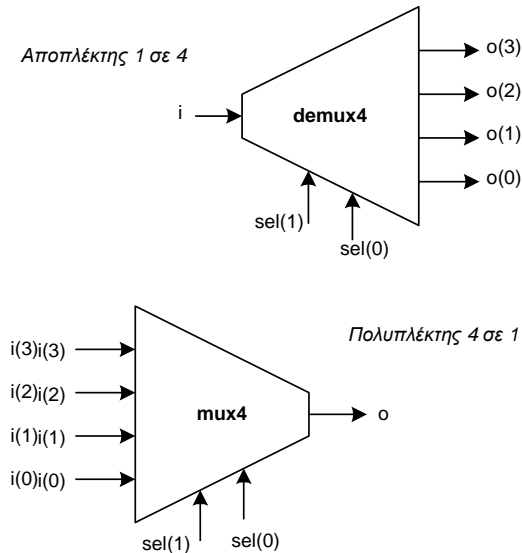 Αποπλέκτης 1 σε 4
o(3)
o(2)
i
demux4
o(1)
o(0)
sel(1)
sel(0)
Πολυπλέκτης 4 σε 1
i(3)i(3)
i(2)i(2)
mux4
o
i(1)i(1)
i(0)i(0)
sel(1)
sel(0)